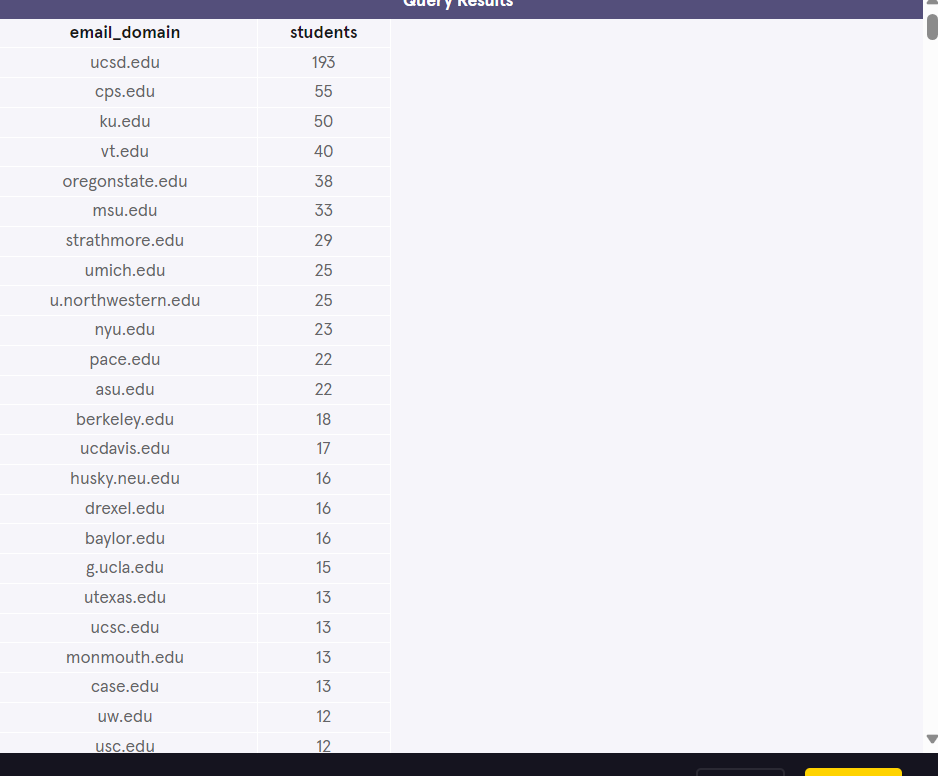 Query Results
email_domain students
ucsd.edu 193
cps.edu 55
ku.edu 50
vt.edu 40
oregonstate.edu 38
msu.edu 33
strathmore.edu 29
umich.edu 25
u.northwestern.edu 25
nyu.edu 23
pace.edu 22
asu.edu 22
berkeley.edu 18
ucdavis.edu 17
husky.neu.edu 16
drexel.edu 16
baylor.edu 16
g.ucla.edu 15
utexas.edu 13
ucsc.edu 13
monmouth.edu 13
case.edu 13
uw.edu 12
usc.edu 12